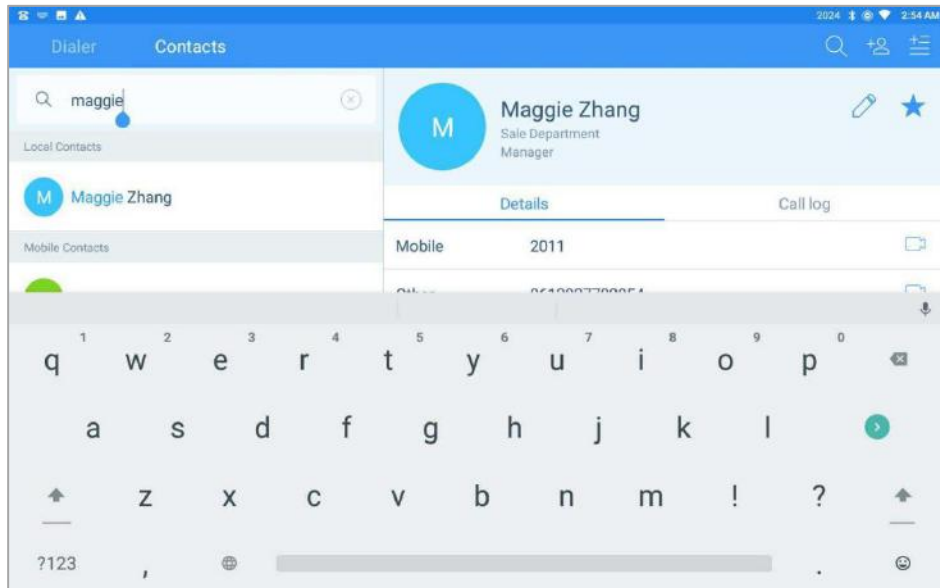 2024 2:54 AM
Dialer Contacts
maggie
Local Contacts
M Maggie Zhang
Mobile Contacts
M Maggie Zhang
Sale Department
Manager
Details Call log
Mobile 2011
1 2 3 4 5 6 7 8 9 0
q w e r t y u i o p
a s d f g h j k l
z x c v b n m ! ?
?123 , .